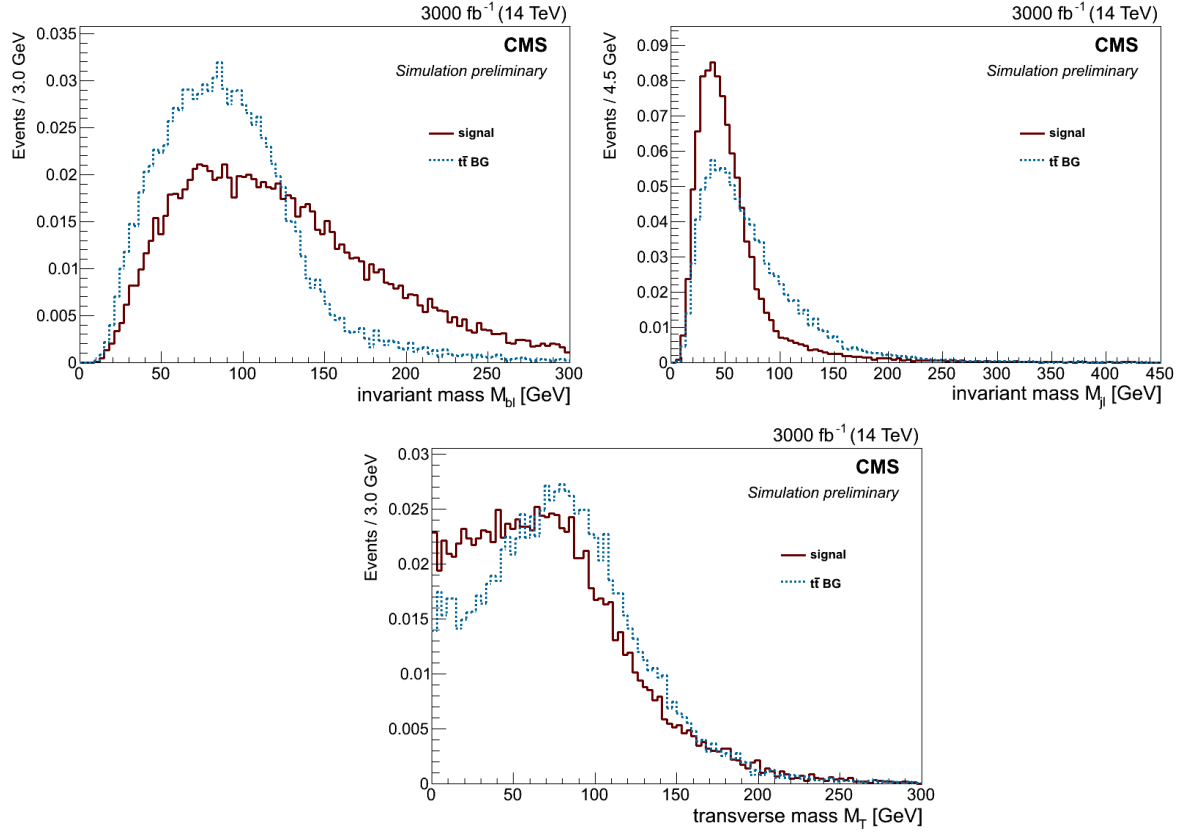 3000 fb⁻¹ (14 TeV)
Events / 3.0 GeV
CMS
Simulation preliminary
signal
tt̄ BG
0.035
0.03
0.025
0.02
0.015
0.01
0.005
0
0 50 100 150 200 250 300
invariant mass M_bl [GeV]
3000 fb⁻¹ (14 TeV)
Events / 4.5 GeV
CMS
Simulation preliminary
signal
tt̄ BG
0.09
0.08
0.07
0.06
0.05
0.04
0.03
0.02
0.01
0
0 50 100 150 200 250 300 350 400 450
invariant mass M_jl [GeV]
3000 fb⁻¹ (14 TeV)
Events / 3.0 GeV
CMS
Simulation preliminary
signal
tt̄ BG
0.03
0.025
0.02
0.015
0.01
0.005
0
0 50 100 150 200 250 300
transverse mass M_T [GeV]